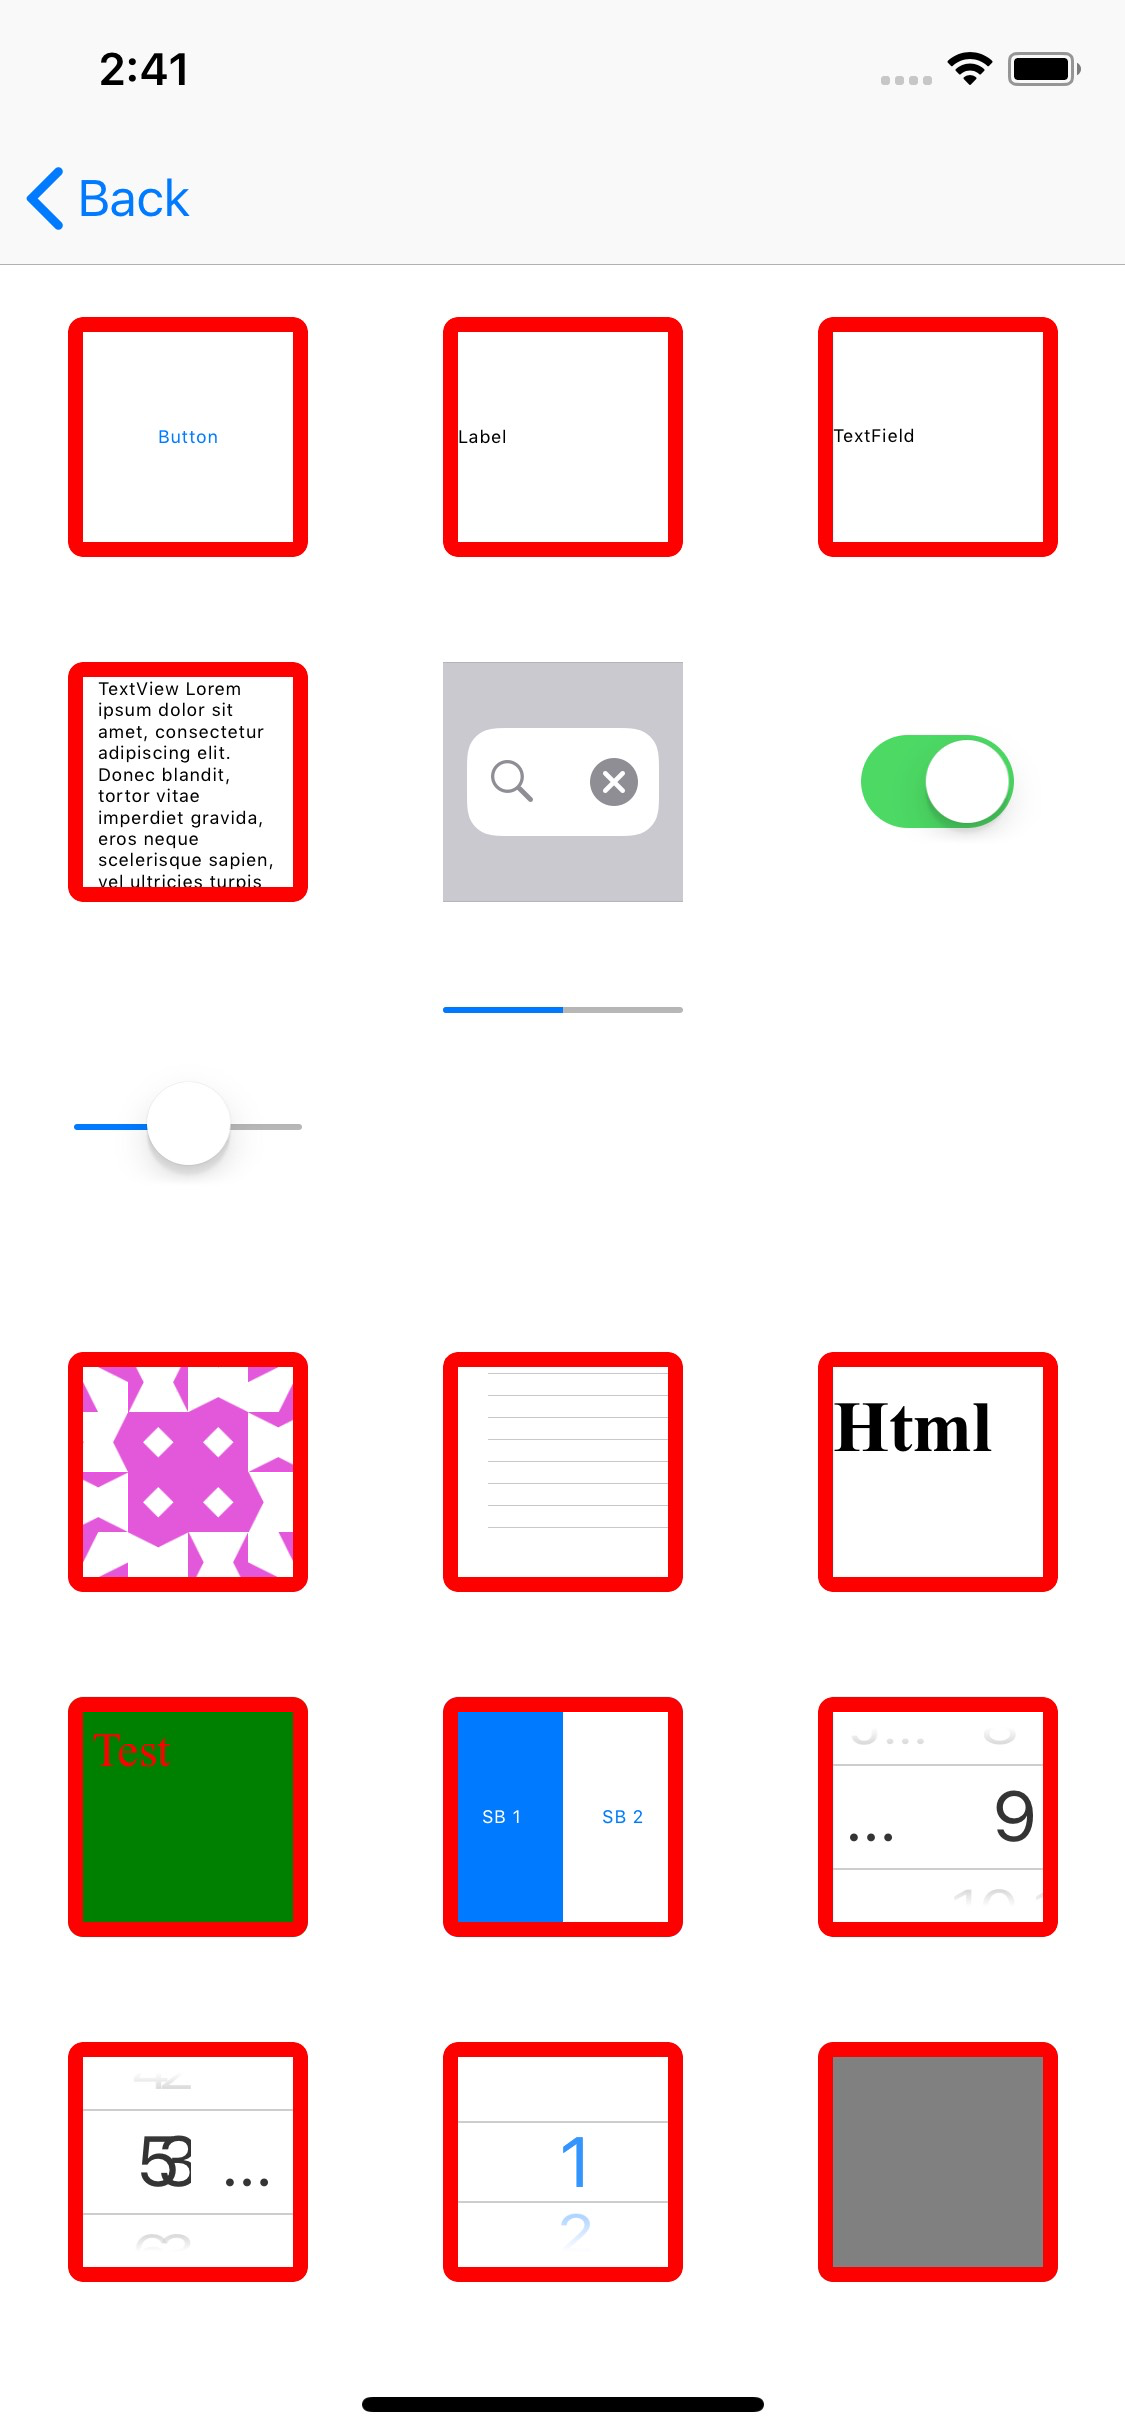 2:41
Back
Button
Label
TextField
TextView Lorem
ipsum dolor sit
amet, consectetur
adipiscing elit.
Donec blandit,
tortor vitae
imperdiet gravida,
eros neque
scelerisque sapien,
vel ultricies turpis
Html
Test
SB 1
SB 2
... 9
53 ...
1
2